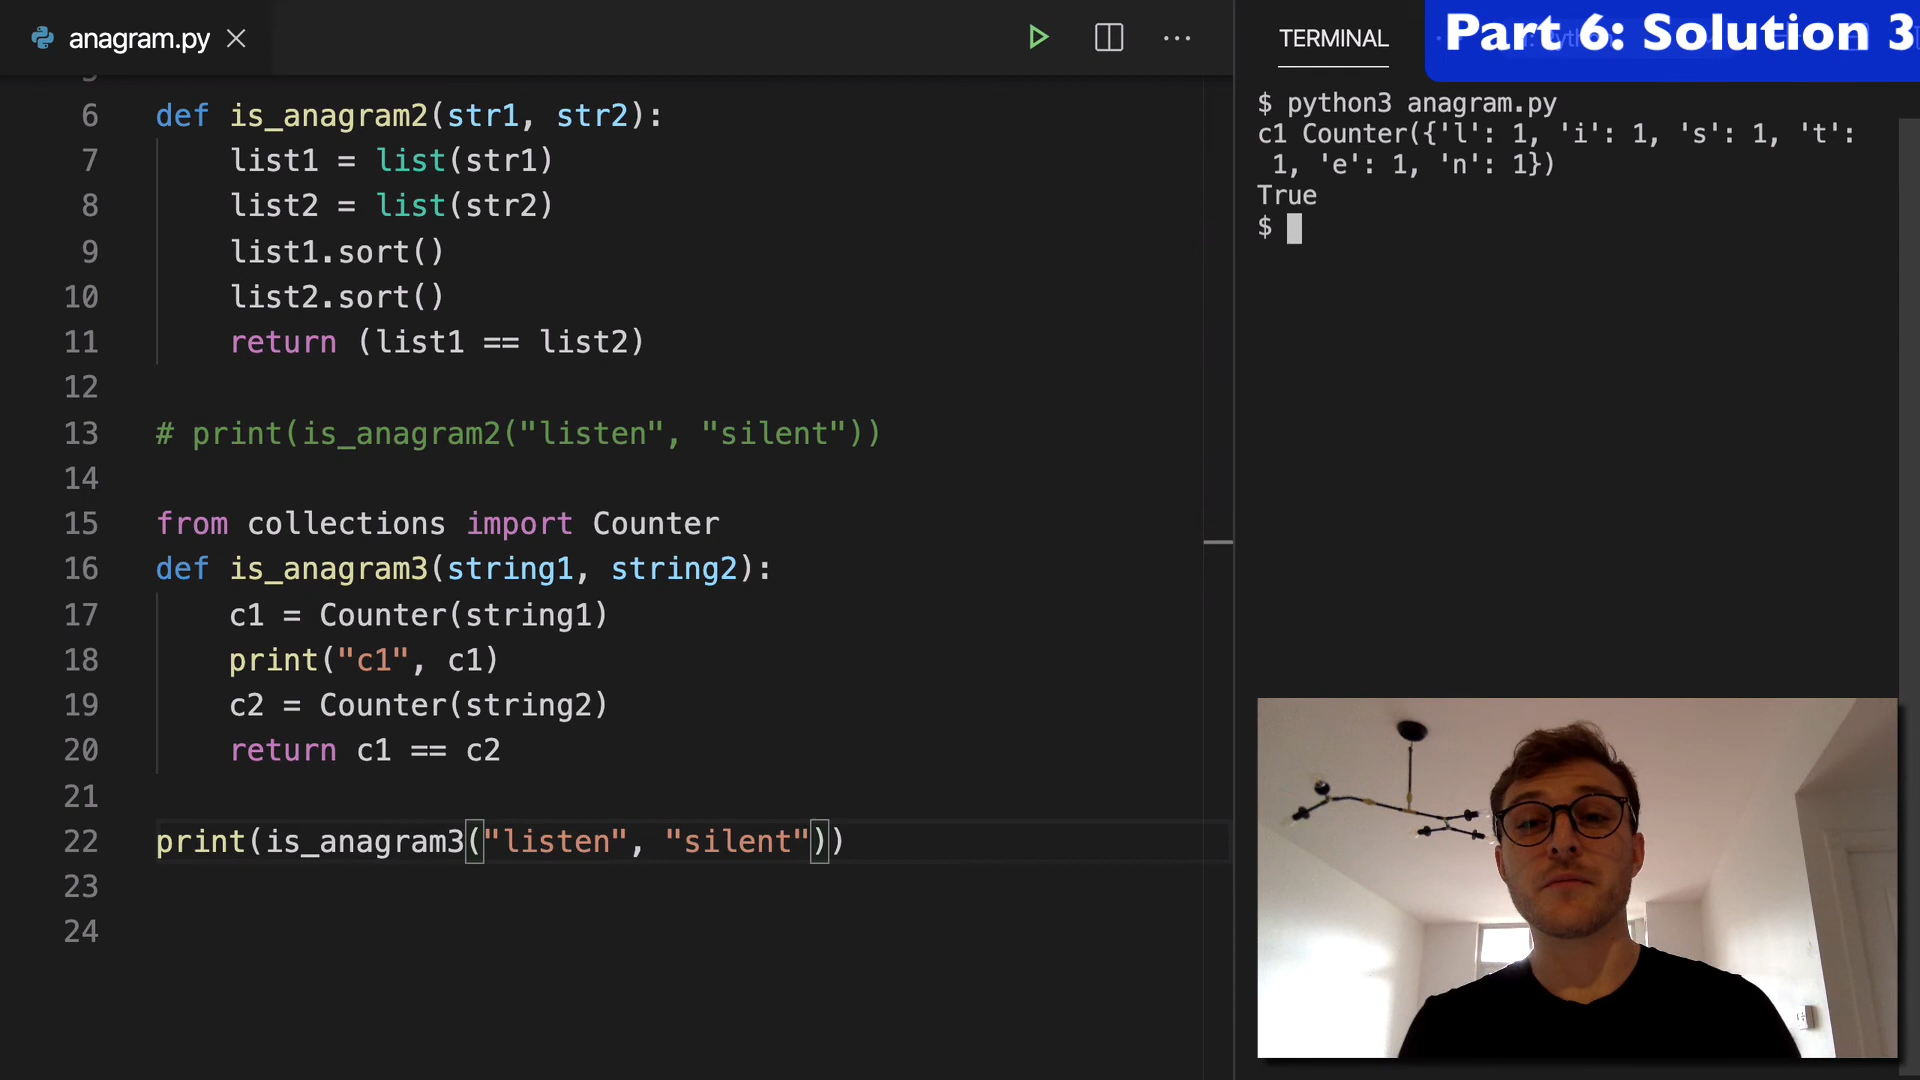 anagram.py
6 def is_anagram2(str1, str2):
7 list1 = list(str1)
8 list2 = list(str2)
9 list1.sort()
10 list2.sort()
11 return (list1 == list2)
12
13 # print(is_anagram2("listen", "silent"))
14
15 from collections import Counter
16 def is_anagram3(string1, string2):
17 c1 = Counter(string1)
18 print("c1", c1)
19 c2 = Counter(string2)
20 return c1 == c2
21
22 print(is_anagram3("listen", "silent"))
23
24
TERMINAL
Part 6: Solution 3
$ python3 anagram.py
c1 Counter({'l': 1, 'i': 1, 's': 1, 't':
1, 'e': 1, 'n': 1})
True
$